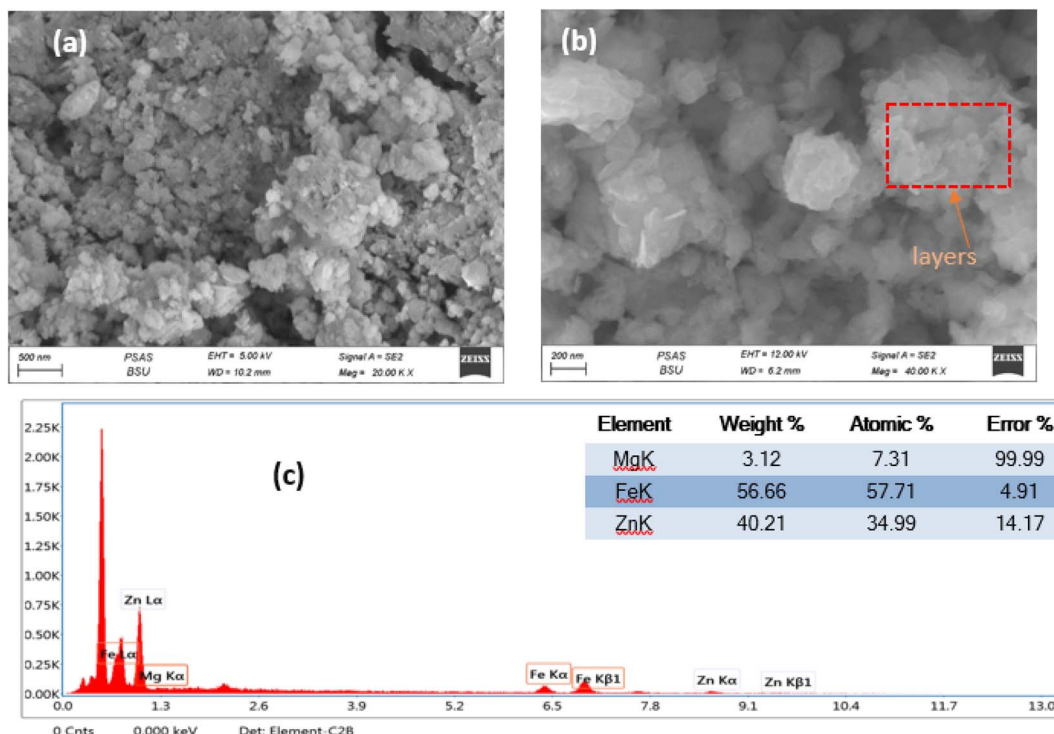 (a)
500 nm
PSAS
BSU
EHT = 5.00 kV
WD = 10.2 mm
Signal A = SE2
Mag = 20.00 K X
ZEISS
(b)
layers
200 nm
PSAS
BSU
EHT = 12.00 kV
WD = 6.2 mm
Signal A = SE2
Mag = 40.00 K X
ZEISS
(c)
Element Weight % Atomic % Error %
MgK 3.12 7.31 99.99
FeK 56.66 57.71 4.91
ZnK 40.21 34.99 14.17
2.25K
2.00K
1.75K
1.50K
1.25K
1.00K
0.75K
0.50K
0.25K
0.00K
Zn Lα
Fe Lα
Mg Kα
Fe Kα
Fe Kβ1
Zn Kα
Zn Kβ1
0.0 1.3 2.6 3.9 5.2 6.5 7.8 9.1 10.4 11.7 13.0
0 Cnts 0.000 keV Det: Element-C2B